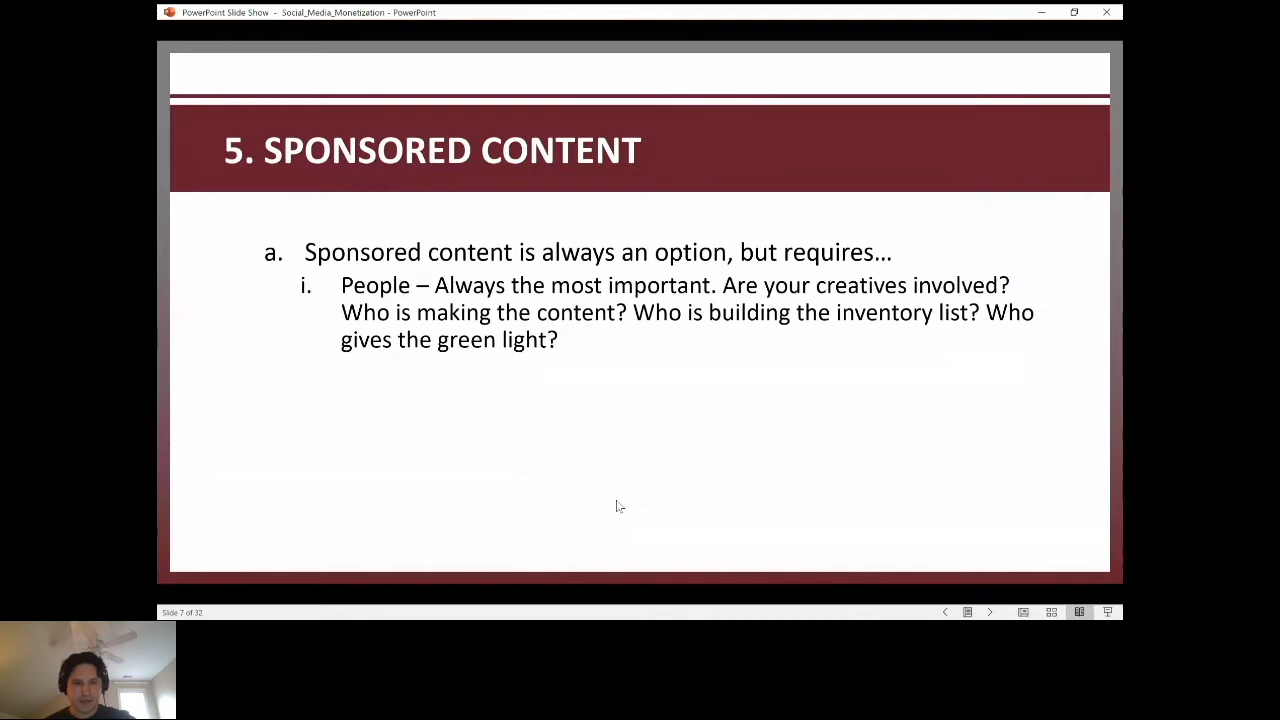 PowerPoint Slide Show - Social_Media_Monetization - PowerPoint
5. SPONSORED CONTENT
a. Sponsored content is always an option, but requires…
i. People – Always the most important. Are your creatives involved?
Who is making the content? Who is building the inventory list? Who
gives the green light?
Slide 7 of 32